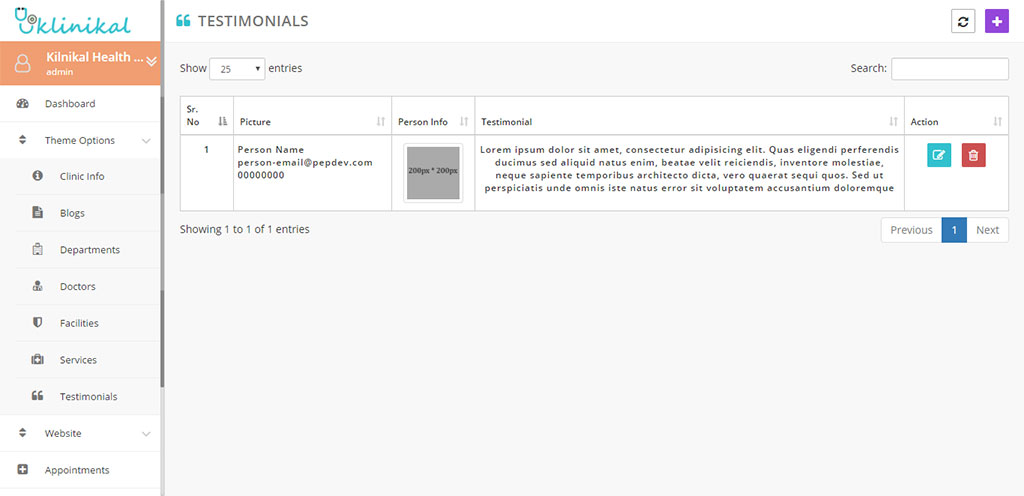 klinikal
TESTIMONIALS
Kilnikal Health ...
admin
Dashboard
Theme Options
Clinic Info
Blogs
Departments
Doctors
Facilities
Services
Testimonials
Website
Appointments
Show 25 entries
Search:
Sr.
No
Picture
Person Info
Testimonial
Action
1
Person Name
person-email@pepdev.com
00000000
200px * 200px
Lorem ipsum dolor sit amet, consectetur adipisicing elit. Quas eligendi perferendis
ducimus sed aliquid natus enim, beatae velit reiciendis, inventore molestiae,
neque sapiente temporibus architecto dicta, vero quaerat sequi quos. Sed ut
perspiciatis unde omnis iste natus error sit voluptatem accusantium doloremque
Showing 1 to 1 of 1 entries
Previous 1 Next